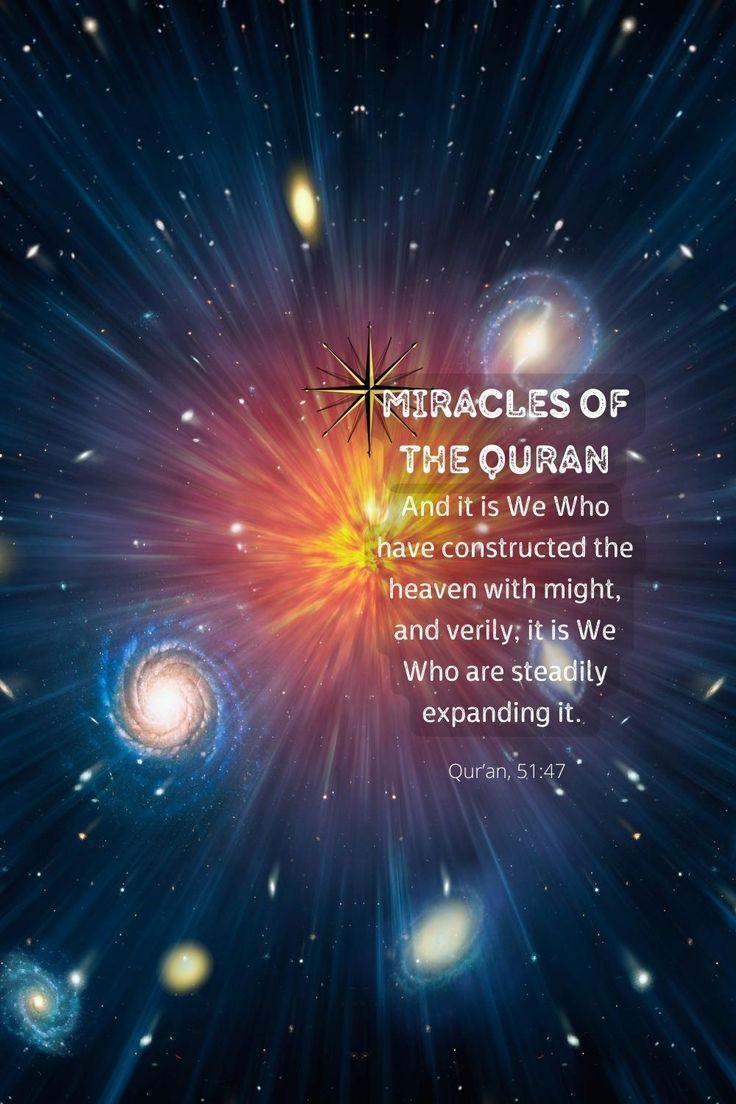 MIRACLES OF
THE QURAN
And it is We Who
have constructed the
heaven with might,
and verily, it is We
Who are steadily
expanding it.
Qur’an, 51:47